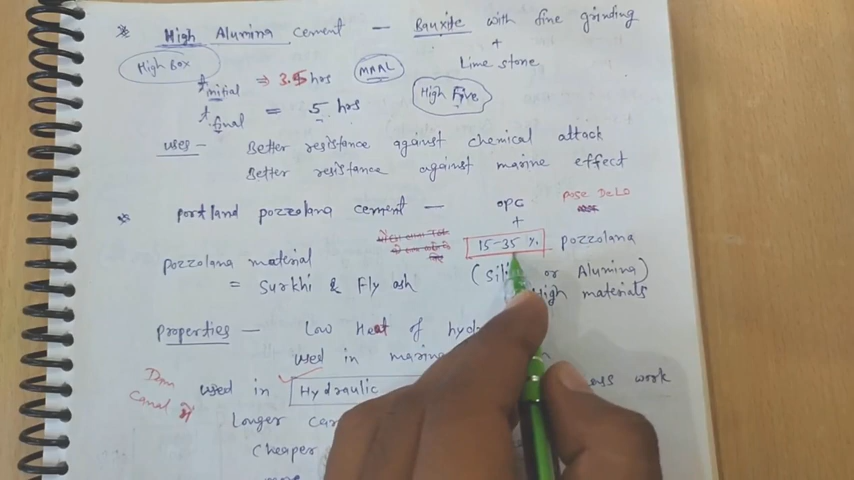 * High Alumina cement — Bauxite with fine grinding
+
Lime stone
High Box
t initial ⇒ 3.5 hrs
MAAL
High Five
t final = 5 hrs
uses - Better resistance against chemical attack
Better resistance against marine effect
* Portland pozzolana cement — OPC
+
15-35 % pozzolana
(Sili or Alumina)
High materials
pozzolana material
= Surkhi & Fly ash
Properties — Low Heat of hyd
used in marin
Dam
canal में
used in Hydraulic work
Longer
Cheaper